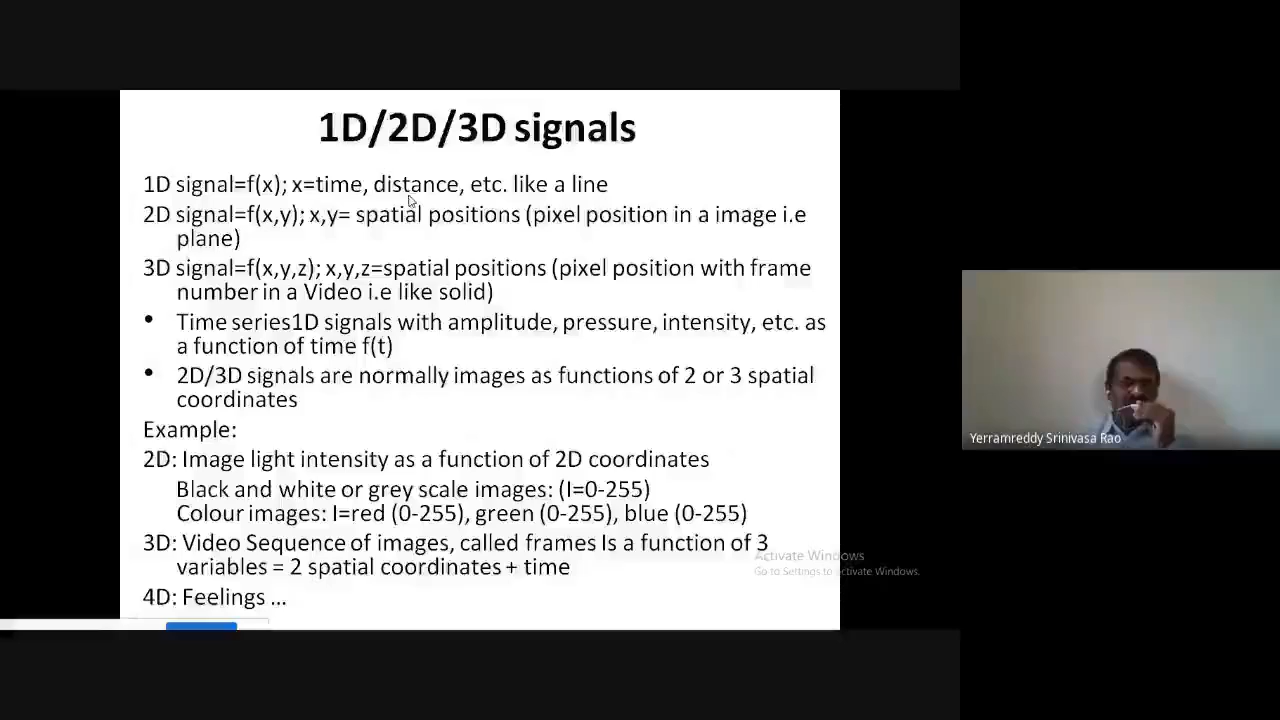 1D/2D/3D signals
1D signal=f(x); x=time, distance, etc. like a line
2D signal=f(x,y); x,y= spatial positions (pixel position in a image i.e
plane)
3D signal=f(x,y,z); x,y,z=spatial positions (pixel position with frame
number in a Video i.e like solid)
• Time series1D signals with amplitude, pressure, intensity, etc. as
a function of time f(t)
• 2D/3D signals are normally images as functions of 2 or 3 spatial
coordinates
Example:
2D: Image light intensity as a function of 2D coordinates
Black and white or grey scale images: (I=0-255)
Colour images: I=red (0-255), green (0-255), blue (0-255)
3D: Video Sequence of images, called frames Is a function of 3
variables = 2 spatial coordinates + time
4D: Feelings ...
Activate Windows
Go to Settings to activate Windows.
Yerramreddy Srinivasa Rao